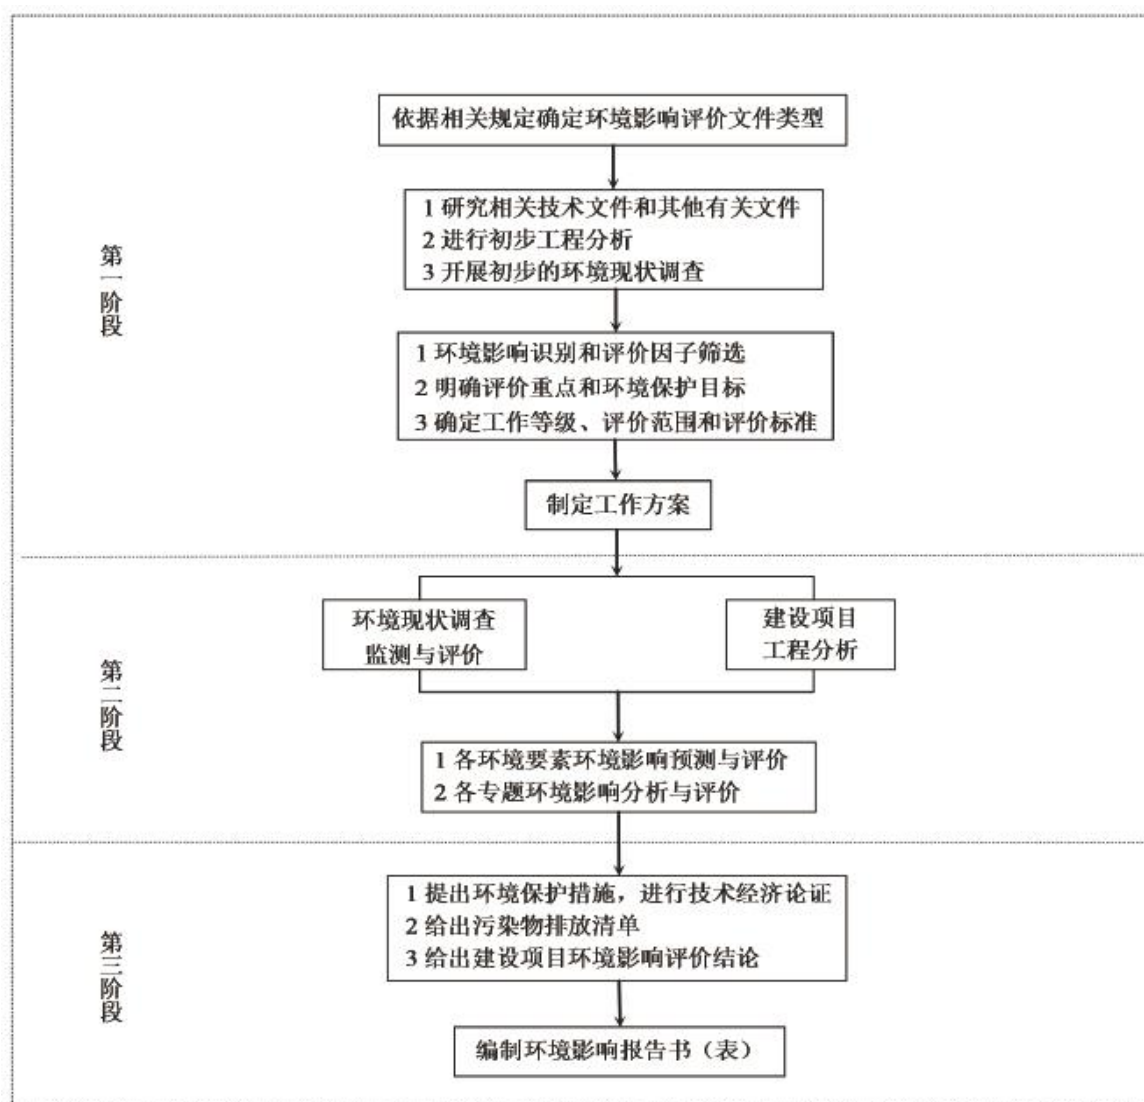 依据相关规定确定环境影响评价文件类型
1 研究相关技术文件和其他有关文件
2 进行初步工程分析
3 开展初步的环境现状调查
第一阶段
1 环境影响识别和评价因子筛选
2 明确评价重点和环境保护目标
3 确定工作等级、评价范围和评价标准
制定工作方案
环境现状调查
监测与评价
建设项目
工程分析
第二阶段
1 各环境要素环境影响预测与评价
2 各专题环境影响分析与评价
1 提出环境保护措施，进行技术经济论证
2 给出污染物排放清单
3 给出建设项目环境影响评价结论
第三阶段
编制环境影响报告书（表）